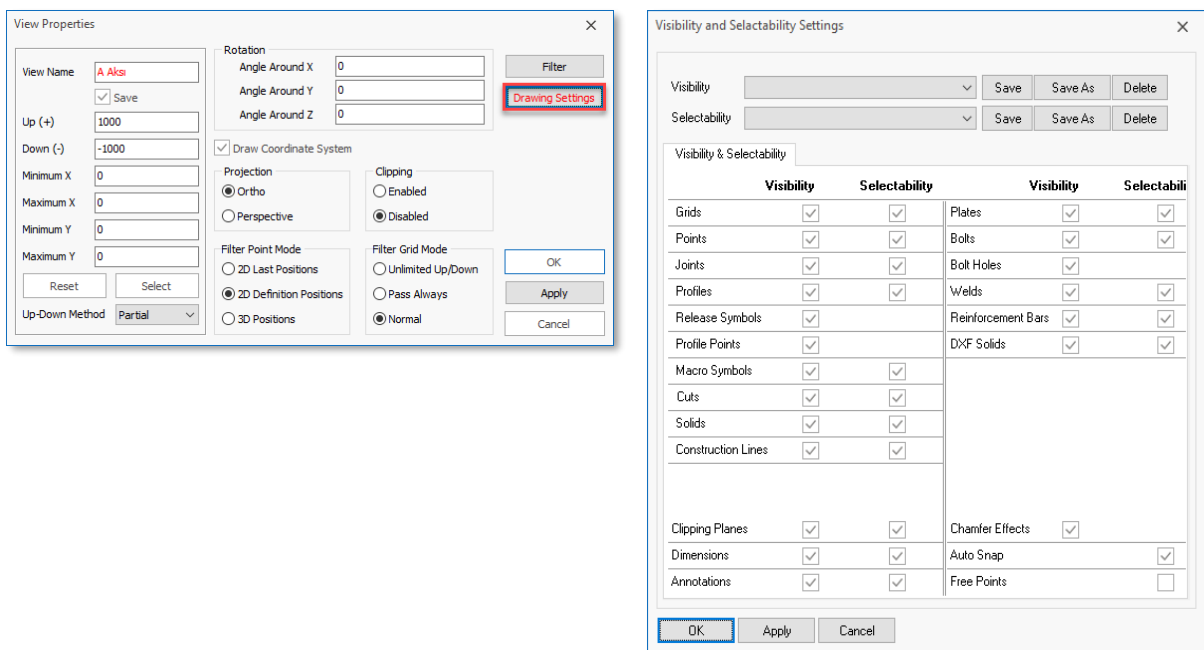 View Properties
View Name
A Aksı
Save
Up (+)
1000
Down (-)
-1000
Minimum X
0
Maximum X
0
Minimum Y
0
Maximum Y
0
Reset
Select
Up-Down Method
Partial
Rotation
Angle Around X
0
Angle Around Y
0
Angle Around Z
0
Draw Coordinate System
Projection
Ortho
Perspective
Clipping
Enabled
Disabled
Filter Point Mode
2D Last Positions
2D Definition Positions
3D Positions
Filter Grid Mode
Unlimited Up/Down
Pass Always
Normal
Filter
Drawing Settings
OK
Apply
Cancel
Visibility and Selactability Settings
Visibility
Save
Save As
Delete
Selectability
Save
Save As
Delete
Visibility & Selectability
Visibility Selectability Visibility Selectabili
Grids
Points
Joints
Profiles
Release Symbols
Profile Points
Macro Symbols
Cuts
Solids
Construction Lines
Clipping Planes
Dimensions
Annotations
Plates
Bolts
Bolt Holes
Welds
Reinforcement Bars
DXF Solids
Chamfer Effects
Auto Snap
Free Points
OK
Apply
Cancel